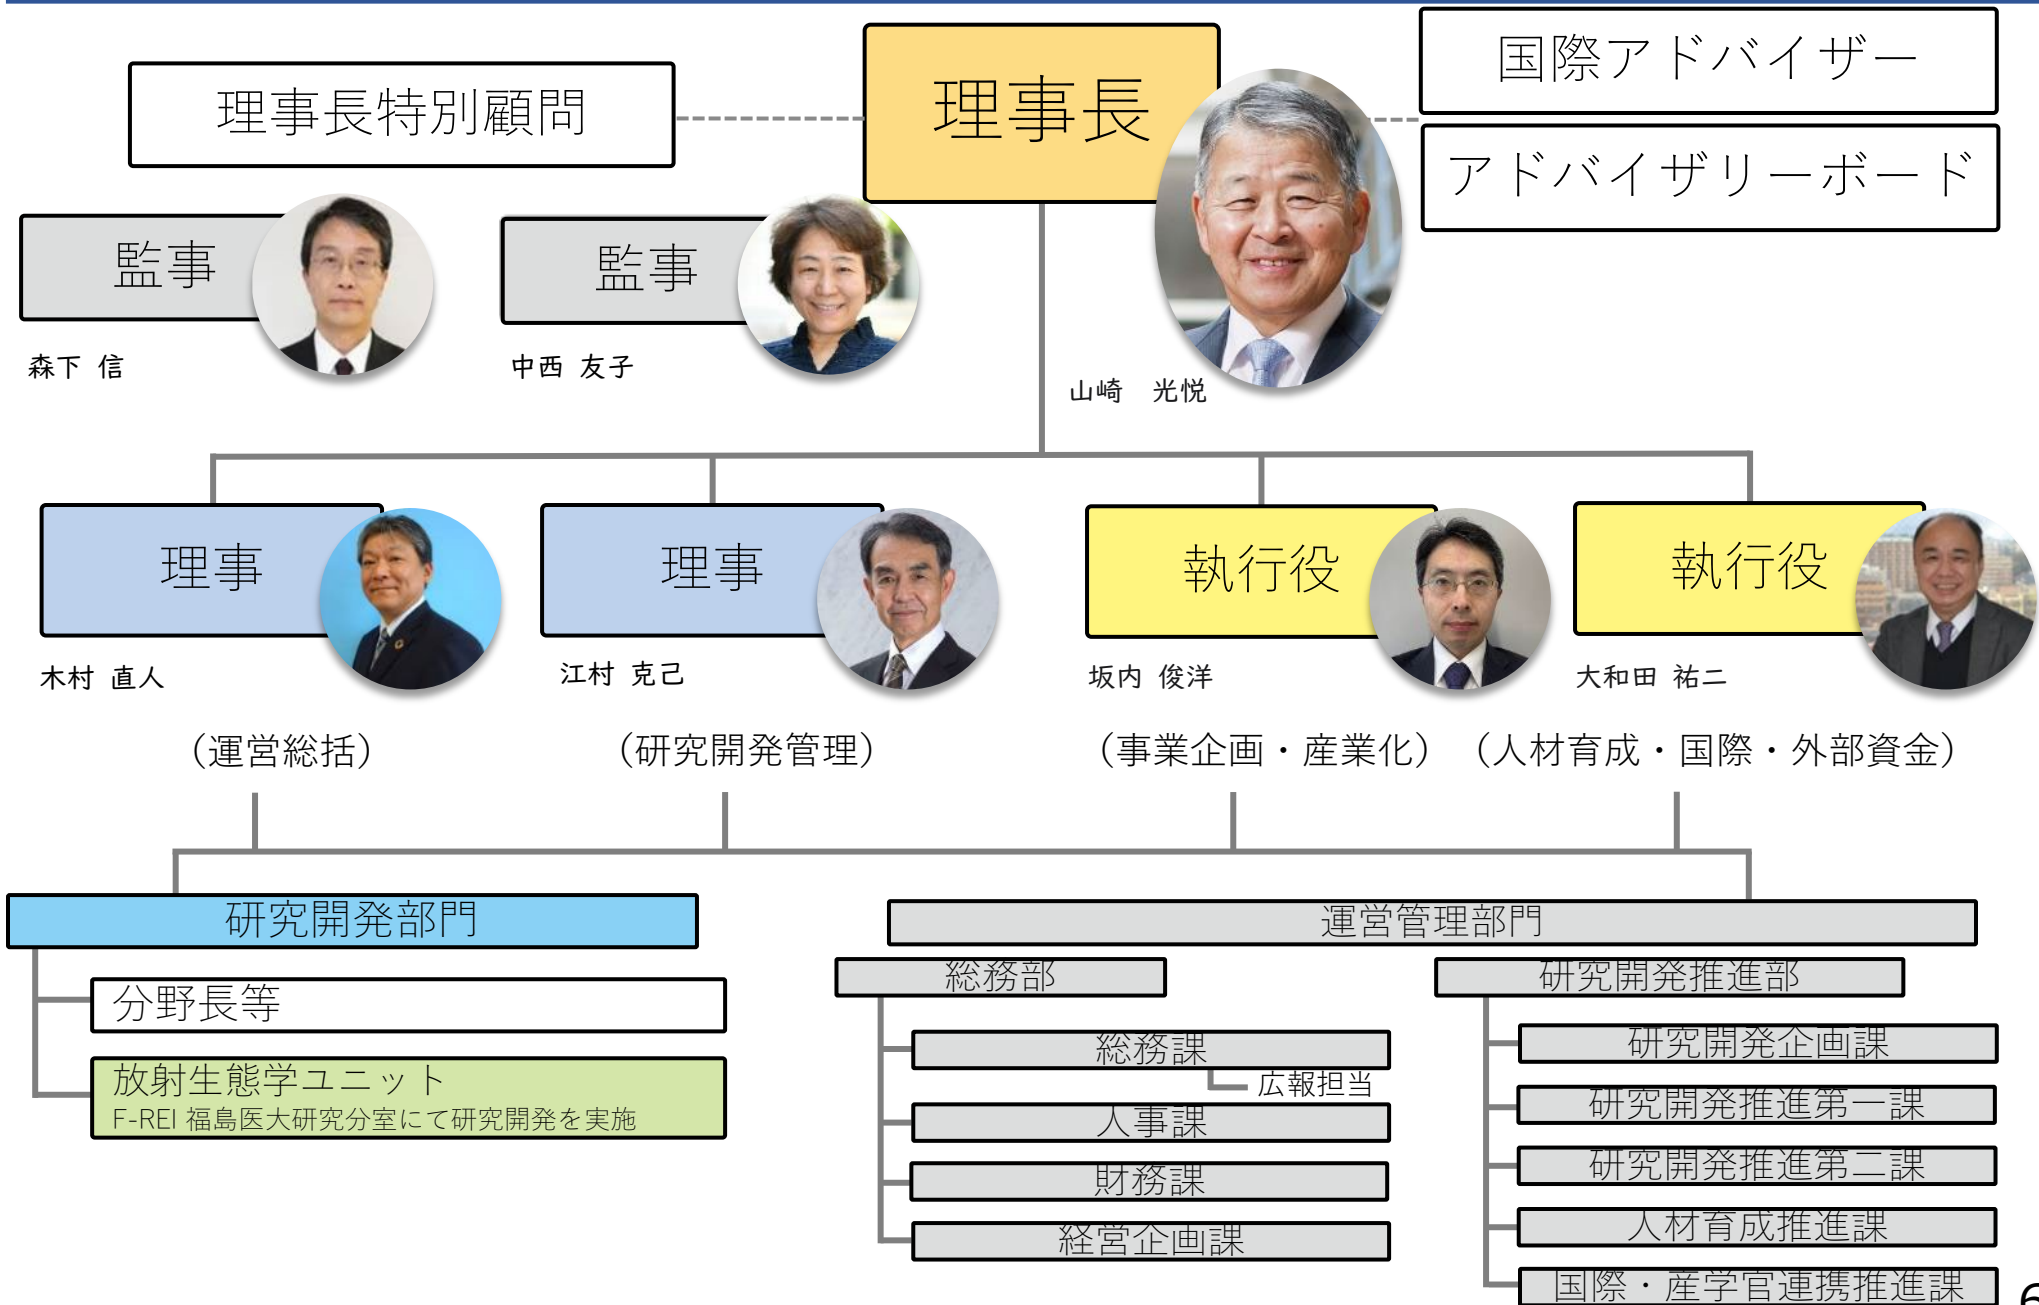 理事長特別顧問
理事長
国際アドバイザー
アドバイザリーボード
監事
監事
森下 信
中西 友子
山崎　光悦
理事
理事
執行役
執行役
木村 直人
江村 克己
坂内 俊洋
大和田 祐二
（運営総括）
（研究開発管理）
（事業企画・産業化）
（人材育成・国際・外部資金）
研究開発部門
分野長等
放射生態学ユニット
F-REI 福島医大研究分室にて研究開発を実施
運営管理部門
総務部
総務課
広報担当
人事課
財務課
経営企画課
研究開発推進部
研究開発企画課
研究開発推進第一課
研究開発推進第二課
人材育成推進課
国際・産学官連携推進課
6